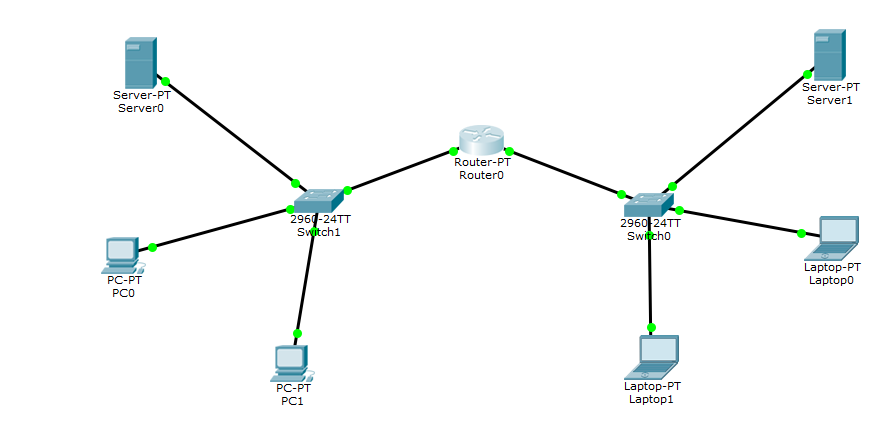 Server-PT
Server0
Server-PT
Server1
Router-PT
Router0
2960-24TT
Switch1
2960-24TT
Switch0
PC-PT
PC0
Laptop-PT
Laptop0
PC-PT
PC1
Laptop-PT
Laptop1